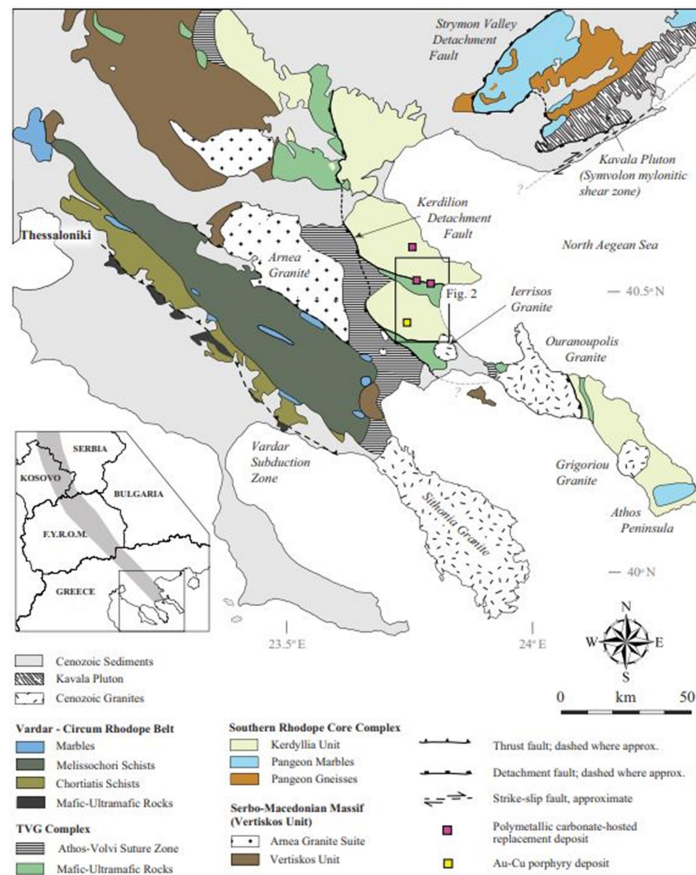 Strymon Valley
Detachment
Fault
Kavala Pluton
(Symvolon mylonitic
shear zone)
?
Kerdilion
Detachment
Fault
North Aegean Sea
Thessaloniki
Arnea
Granite
Fig. 2
40.5°N
Ierrisos
Granite
Ouranoupolis
Granite
?
Vardar
Subduction
Zone
Sithonia Granite
Grigoriou
Granite
Athos
Peninsula
SERBIA
KOSOVO
BULGARIA
F.Y.R.O.M.
GREECE
40°N
23.5°E
24°E
N
W E
S
0 km 50
Cenozoic Sediments
Kavala Pluton
Cenozoic Granites
Vardar - Circum Rhodope Belt
Marbles
Melissochori Schists
Chortiatis Schists
Mafic-Ultramafic Rocks
TVG Complex
Athos-Volvi Suture Zone
Mafic-Ultramafic Rocks
Southern Rhodope Core Complex
Kerdyllia Unit
Pangeon Marbles
Pangeon Gneisses
Serbo-Macedonian Massif
(Vertiskos Unit)
Arnea Granite Suite
Vertiskos Unit
Thrust fault; dashed where approx.
Detachment fault; dashed where approx.
Strike-slip fault, approximate
Polymetallic carbonate-hosted
replacement deposit
Au-Cu porphyry deposit